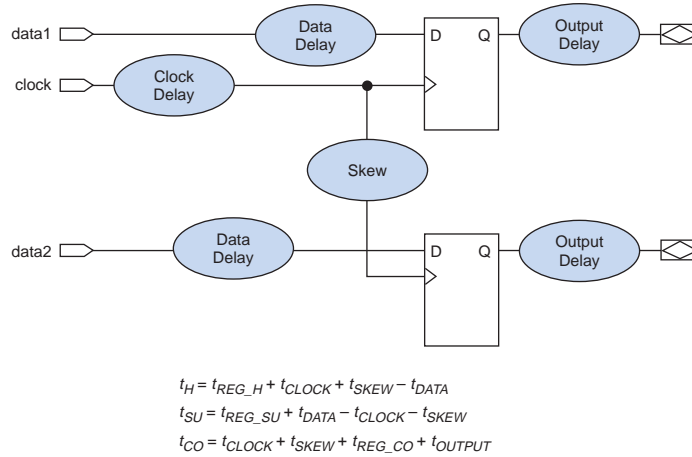 data1
Data
Delay
D Q
Output
Delay
clock
Clock
Delay
Skew
data2
Data
Delay
D Q
Output
Delay
tH = tREG_H + tCLOCK + tSKEW – tDATA
tSU = tREG_SU + tDATA – tCLOCK – tSKEW
tCO = tCLOCK + tSKEW + tREG_CO + tOUTPUT